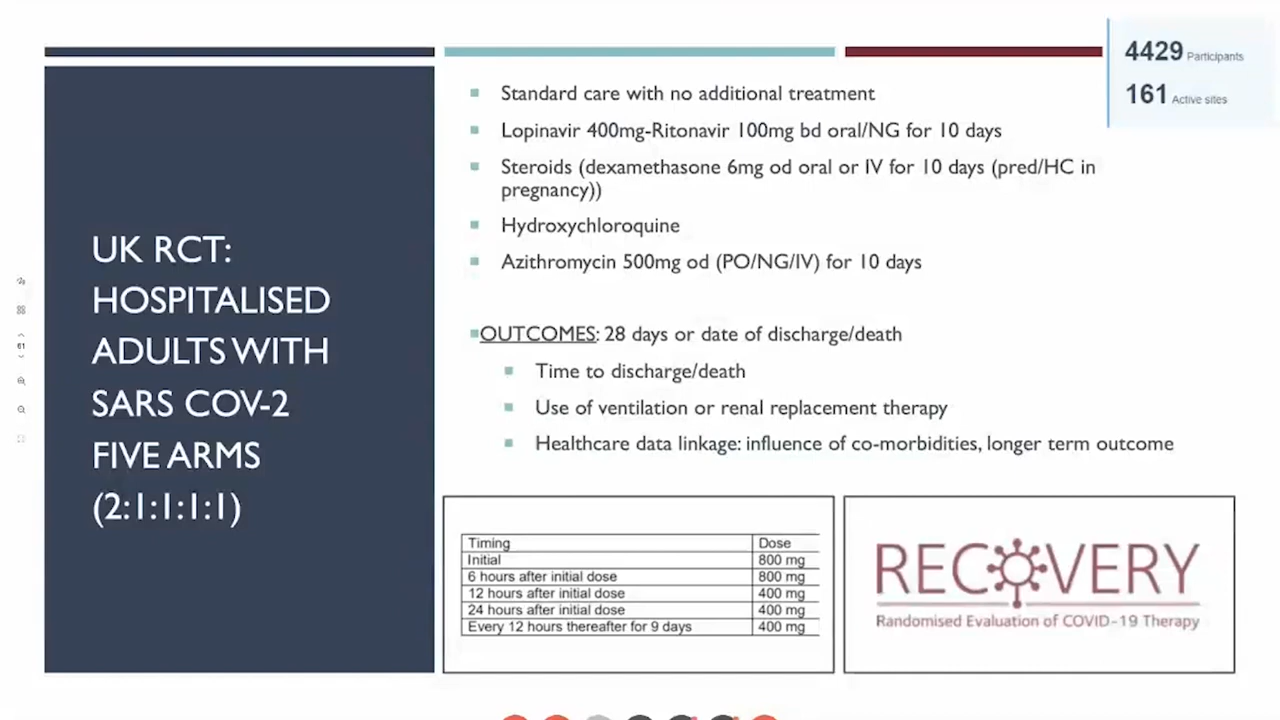 4429 Participants
161 Active sites
UK RCT:
HOSPITALISED
ADULTS WITH
SARS COV-2
FIVE ARMS
(2:1:1:1:1)
Standard care with no additional treatment
Lopinavir 400mg-Ritonavir 100mg bd oral/NG for 10 days
Steroids (dexamethasone 6mg od oral or IV for 10 days (pred/HC in
pregnancy))
Hydroxychloroquine
Azithromycin 500mg od (PO/NG/IV) for 10 days
OUTCOMES: 28 days or date of discharge/death
Time to discharge/death
Use of ventilation or renal replacement therapy
Healthcare data linkage: influence of co-morbidities, longer term outcome
Timing Dose
Initial 800 mg
6 hours after initial dose 800 mg
12 hours after initial dose 400 mg
24 hours after initial dose 400 mg
Every 12 hours thereafter for 9 days 400 mg
RECOVERY
Randomised Evaluation of COVID-19 Therapy
61